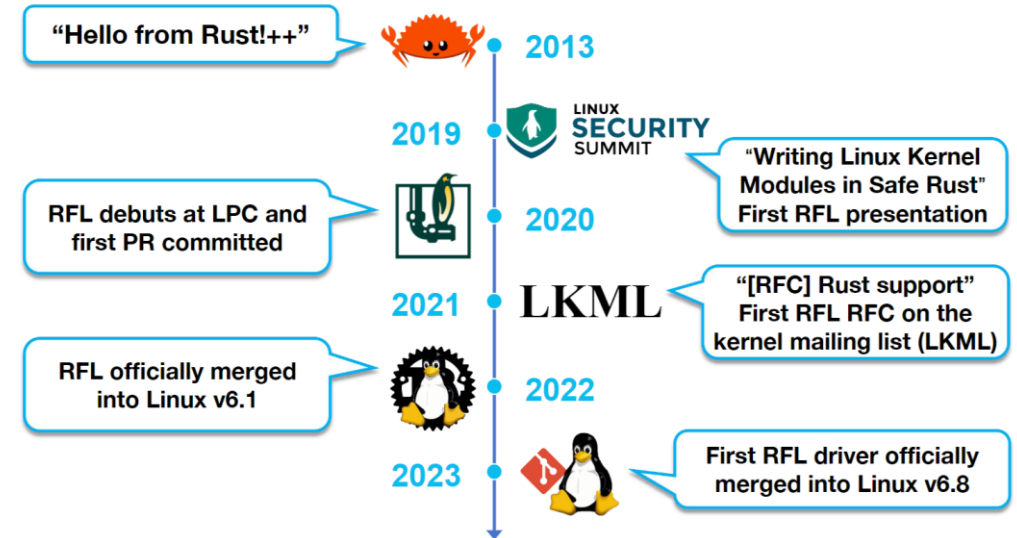 “Hello from Rust!++”
2013
2019
LINUX
SECURITY
SUMMIT
“Writing Linux Kernel
Modules in Safe Rust”
First RFL presentation
RFL debuts at LPC and
first PR committed
2020
2021
LKML
“[RFC] Rust support”
First RFL RFC on the
kernel mailing list (LKML)
RFL officially merged
into Linux v6.1
2022
2023
First RFL driver officially
merged into Linux v6.8